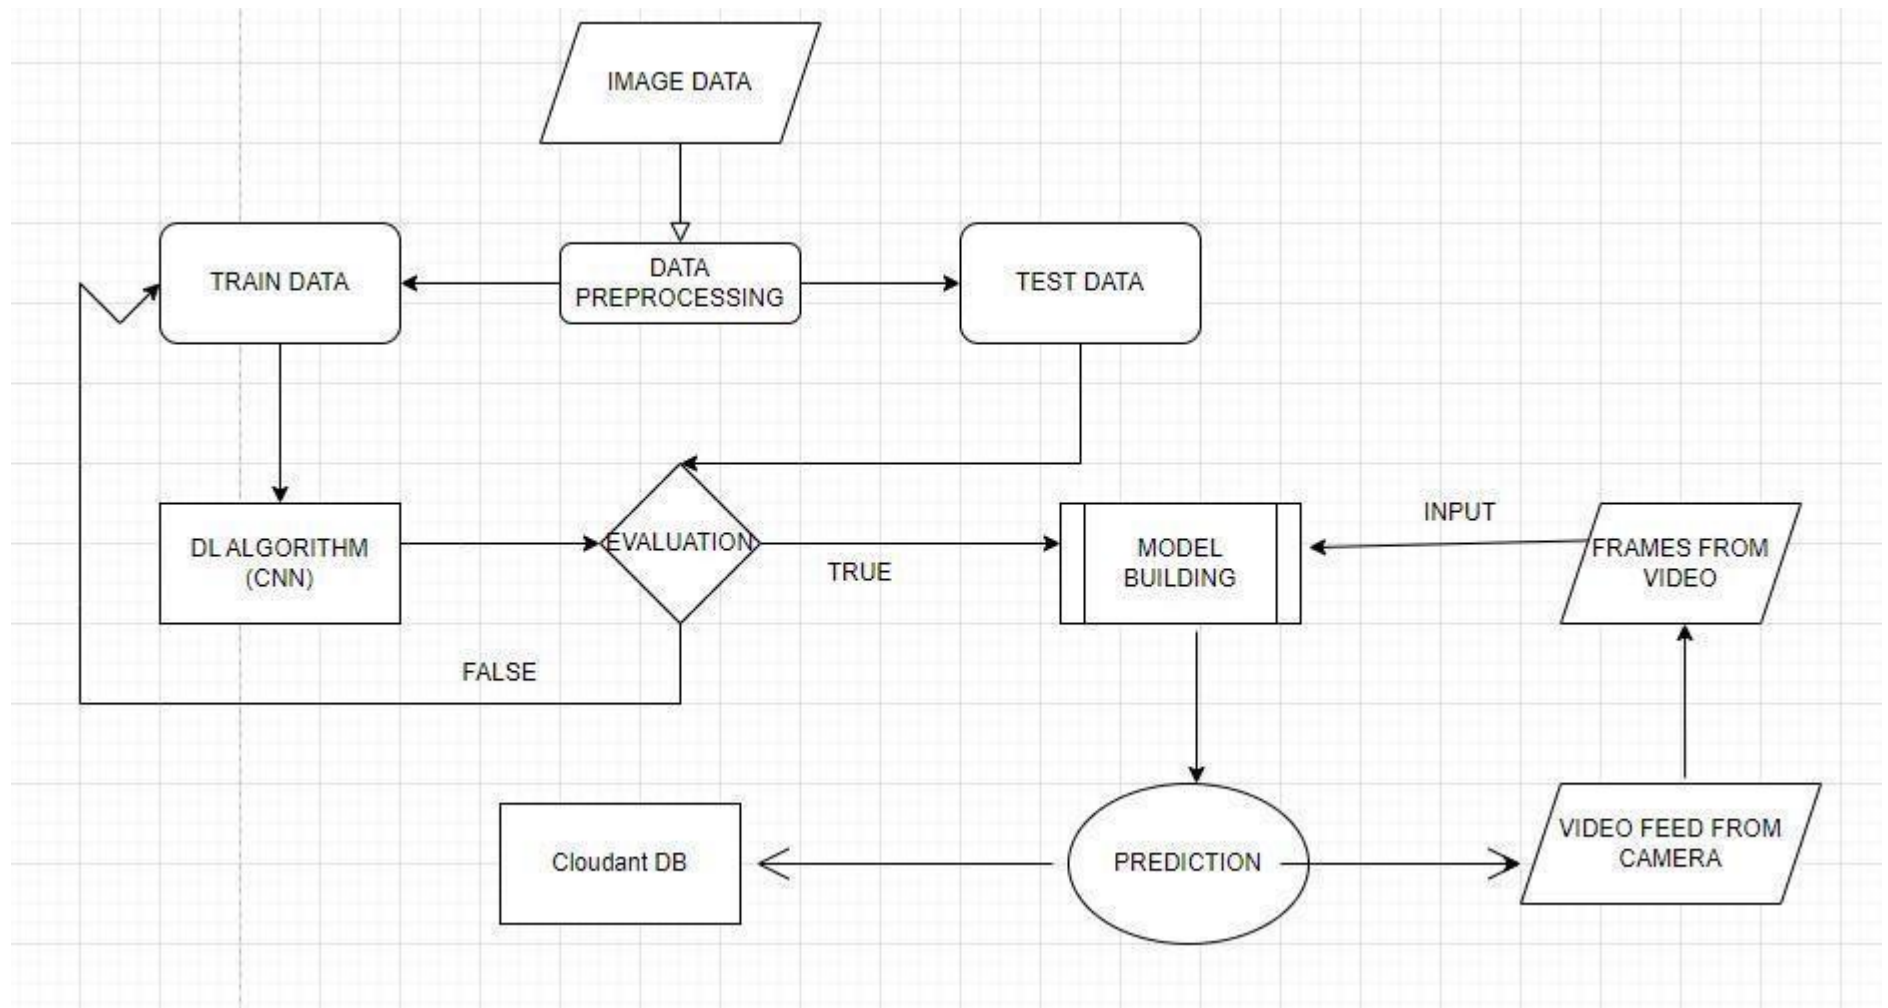 IMAGE DATA
TRAIN DATA
DATA
PREPROCESSING
TEST DATA
DL ALGORITHM
(CNN)
EVALUATION
TRUE
MODEL
BUILDING
INPUT
FRAMES FROM
VIDEO
FALSE
Cloudant DB
PREDICTION
VIDEO FEED FROM
CAMERA